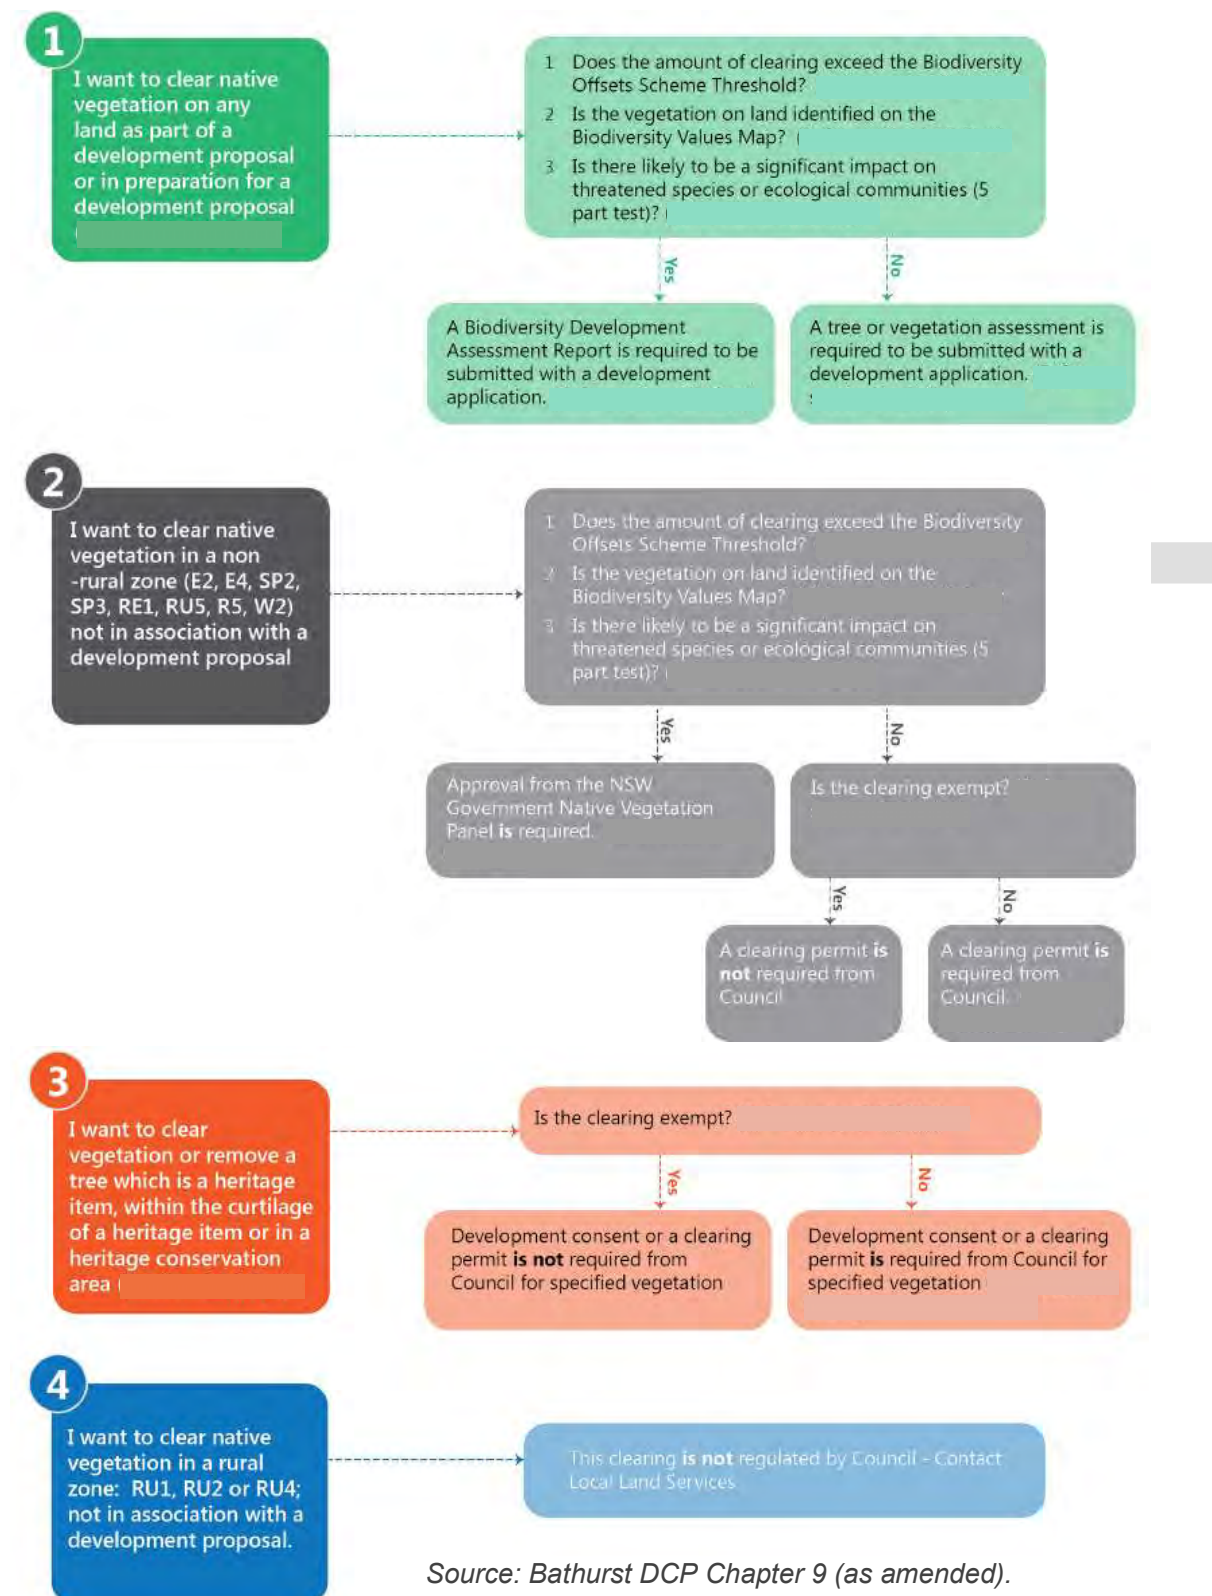 1
I want to clear native
vegetation on any
land as part of a
development proposal
or in preparation for a
development proposal
1 Does the amount of clearing exceed the Biodiversity
Offsets Scheme Threshold?
2 Is the vegetation on land identified on the
Biodiversity Values Map? (
3 Is there likely to be a significant impact on
threatened species or ecological communities (5
part test)? (
Yes
No
A Biodiversity Development
Assessment Report is required to be
submitted with a development
application.
A tree or vegetation assessment is
required to be submitted with a
development application.
2
I want to clear native
vegetation in a non
-rural zone (E2, E4, SP2,
SP3, RE1, RU5, R5, W2)
not in association with a
development proposal
1 Does the amount of clearing exceed the Biodiversity
Offsets Scheme Threshold?
2 Is the vegetation on land identified on the
Biodiversity Values Map?
3 Is there likely to be a significant impact on
threatened species or ecological communities (5
part test)? (
Yes
No
Approval from the NSW
Government Native Vegetation
Panel is required.
Is the clearing exempt?
Yes
No
A clearing permit is
not required from
Council
A clearing permit is
required from
Council.
3
I want to clear
vegetation or remove a
tree which is a heritage
item, within the curtilage
of a heritage item or in a
heritage conservation
area (
Is the clearing exempt?
Yes
No
Development consent or a clearing
permit is not required from
Council for specified vegetation
Development consent or a clearing
permit is required from Council for
specified vegetation
4
I want to clear native
vegetation in a rural
zone: RU1, RU2 or RU4;
not in association with a
development proposal.
This clearing is not regulated by Council - Contact
Local Land Services
Source: Bathurst DCP Chapter 9 (as amended).